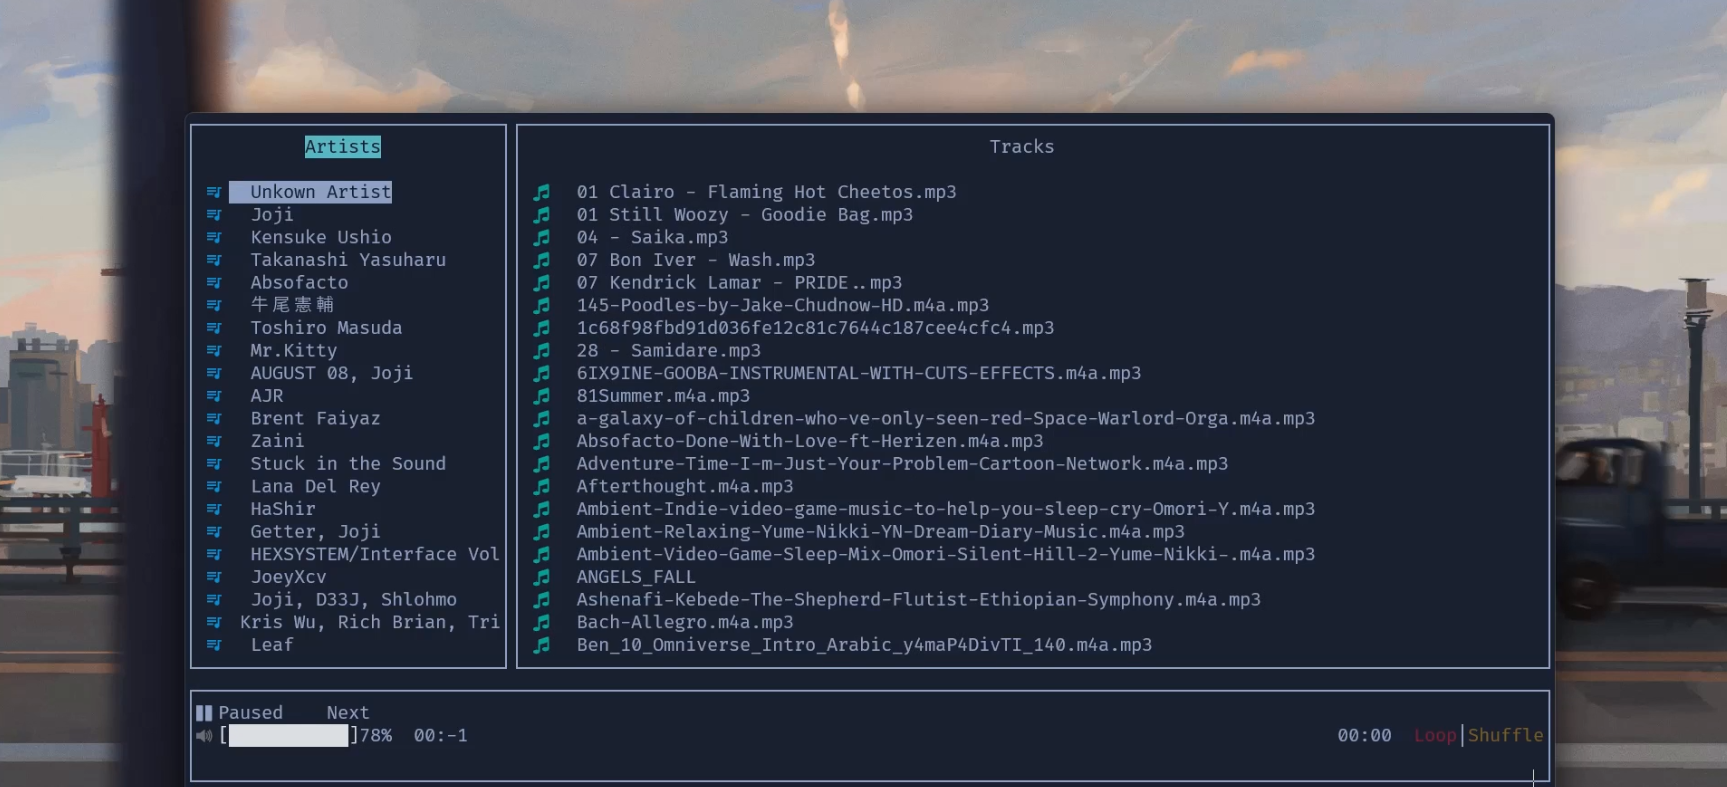 Artists
Unkown Artist
Joji
Kensuke Ushio
Takanashi Yasuharu
Absofacto
牛尾憲輔
Toshiro Masuda
Mr.Kitty
AUGUST 08, Joji
AJR
Brent Faiyaz
Zaini
Stuck in the Sound
Lana Del Rey
HaShir
Getter, Joji
HEXSYSTEM/Interface Vol
JoeyXcv
Joji, D33J, Shlohmo
Kris Wu, Rich Brian, Tri
Leaf
Tracks
01 Clairo - Flaming Hot Cheetos.mp3
01 Still Woozy - Goodie Bag.mp3
04 - Saika.mp3
07 Bon Iver - Wash.mp3
07 Kendrick Lamar - PRIDE..mp3
145-Poodles-by-Jake-Chudnow-HD.m4a.mp3
1c68f98fbd91d036fe12c81c7644c187cee4cfc4.mp3
28 - Samidare.mp3
6IX9INE-GOOBA-INSTRUMENTAL-WITH-CUTS-EFFECTS.m4a.mp3
81Summer.m4a.mp3
a-galaxy-of-children-who-ve-only-seen-red-Space-Warlord-Orga.m4a.mp3
Absofacto-Done-With-Love-ft-Herizen.m4a.mp3
Adventure-Time-I-m-Just-Your-Problem-Cartoon-Network.m4a.mp3
Afterthought.m4a.mp3
Ambient-Indie-video-game-music-to-help-you-sleep-cry-Omori-Y.m4a.mp3
Ambient-Relaxing-Yume-Nikki-YN-Dream-Diary-Music.m4a.mp3
Ambient-Video-Game-Sleep-Mix-Omori-Silent-Hill-2-Yume-Nikki-.m4a.mp3
ANGELS_FALL
Ashenafi-Kebede-The-Shepherd-Flutist-Ethiopian-Symphony.m4a.mp3
Bach-Allegro.m4a.mp3
Ben_10_Omniverse_Intro_Arabic_y4maP4DivTI_140.m4a.mp3
Paused Next
[ ]78% 00:-1 00:00 Loop|Shuffle